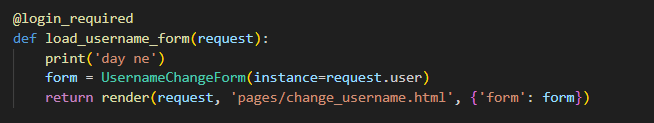 @login_required
def load_username_form(request):
    print('day ne')
    form = UsernameChangeForm(instance=request.user)
    return render(request, 'pages/change_username.html', {'form': form})